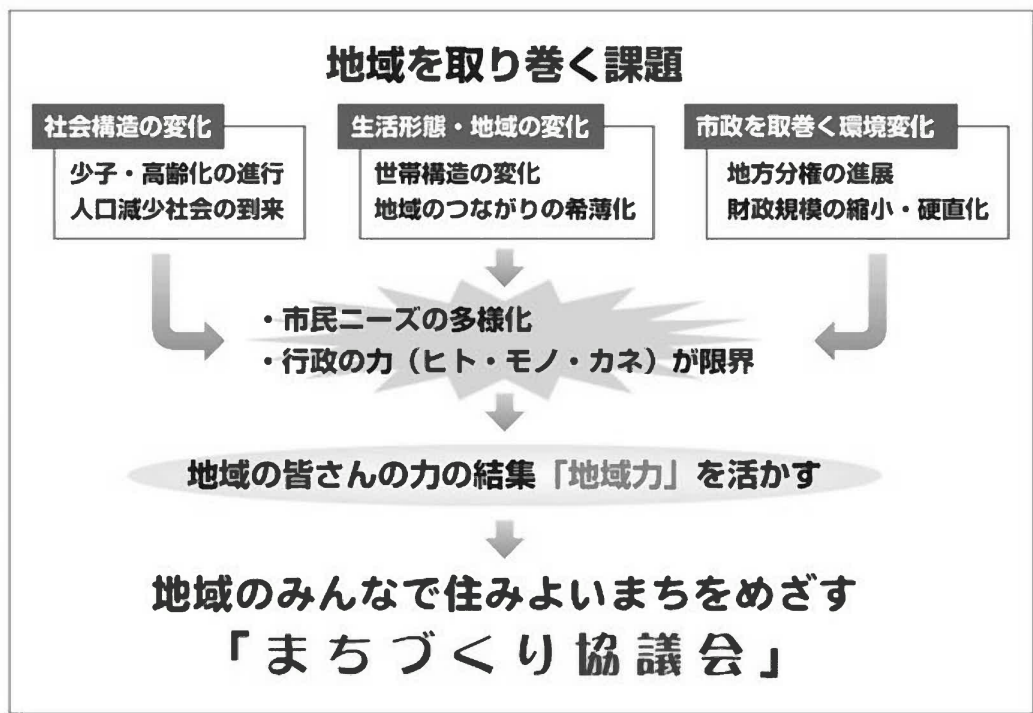 地域を取り巻く課題
社会構造の変化
少子・高齢化の進行
人口減少社会の到来
生活形態・地域の変化
世帯構造の変化
地域のつながりの希薄化
市政を取巻く環境変化
地方分権の進展
財政規模の縮小・硬直化
・市民ニーズの多様化
・行政の力（ヒト・モノ・カネ）が限界
地域の皆さんの力の結集「地域力」を活かす
地域のみんなで住みよいまちをめざす
「まちづくり協議会」